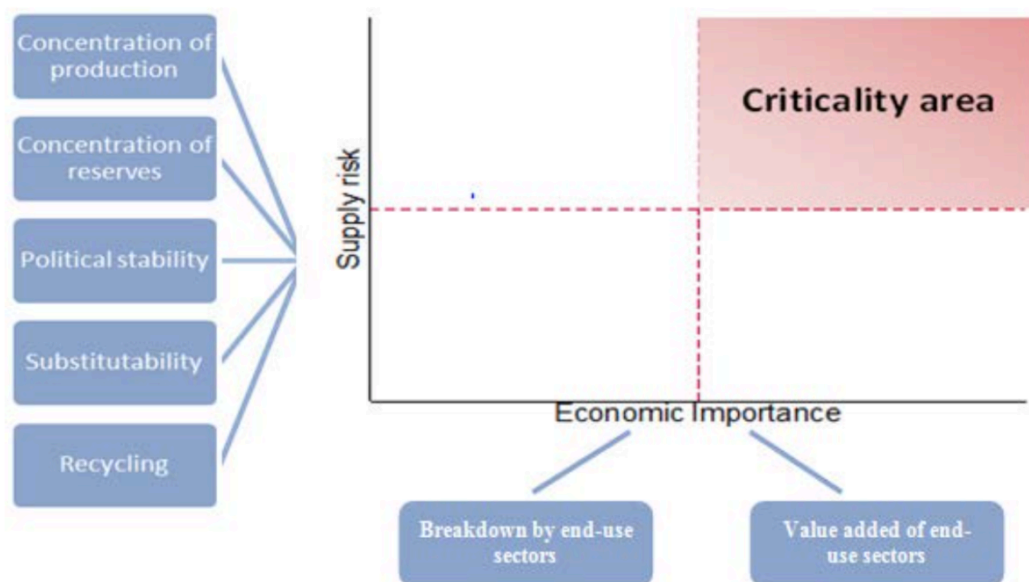 Concentration of
production
Concentration of
reserves
Political stability
Substitutability
Recycling
Supply risk
Criticality area
Economic Importance
Breakdown by end-use
sectors
Value added of end-
use sectors